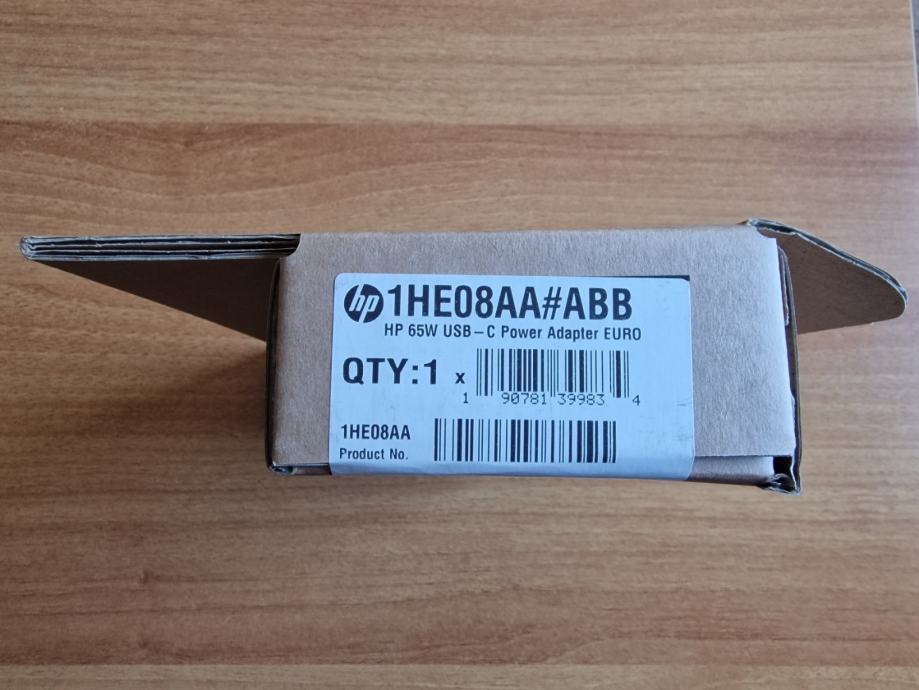 hp 1HE08AA#ABB
HP 65W USB-C Power Adapter EURO
QTY:1 x
1 90781 39983 4
1HE08AA
Product No.